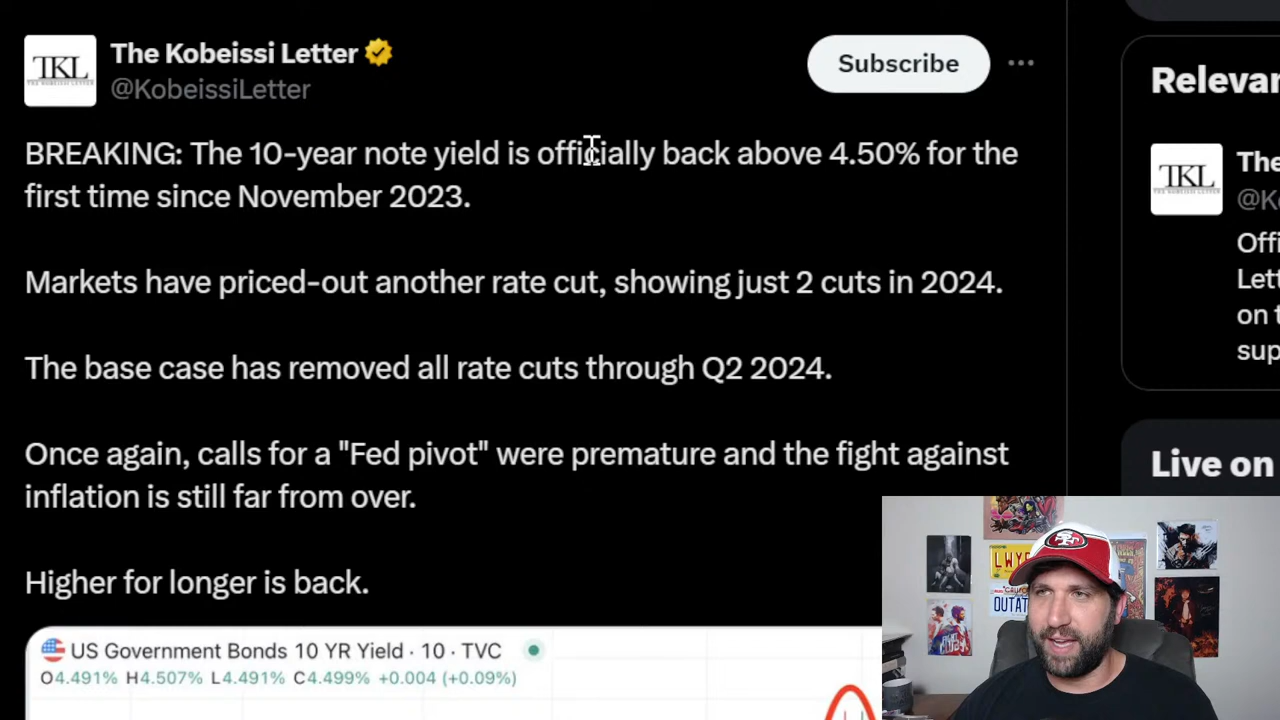 The Kobeissi Letter
@KobeissiLetter
Subscribe
BREAKING: The 10-year note yield is officially back above 4.50% for the
first time since November 2023.
Markets have priced-out another rate cut, showing just 2 cuts in 2024.
The base case has removed all rate cuts through Q2 2024.
Once again, calls for a "Fed pivot" were premature and the fight against
inflation is still far from over.
Higher for longer is back.
US Government Bonds 10 YR Yield · 10 · TVC
O4.491% H4.507% L4.491% C4.499% +0.004 (+0.09%)
TKL
Relevan
TKL
The
@Ko
Offi
Lett
on t
sup
Live on
LWYE
OUTAT